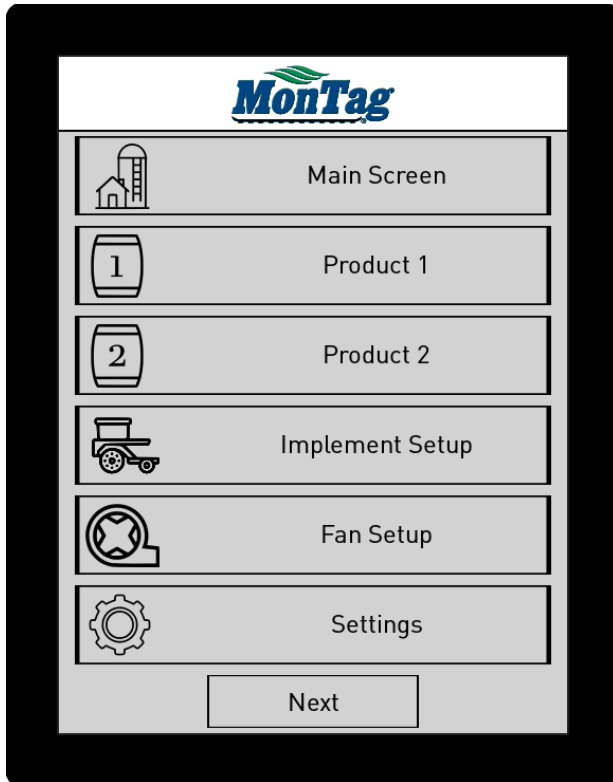 MonTag
Main Screen
1
Product 1
2
Product 2
Implement Setup
Fan Setup
Settings
Next